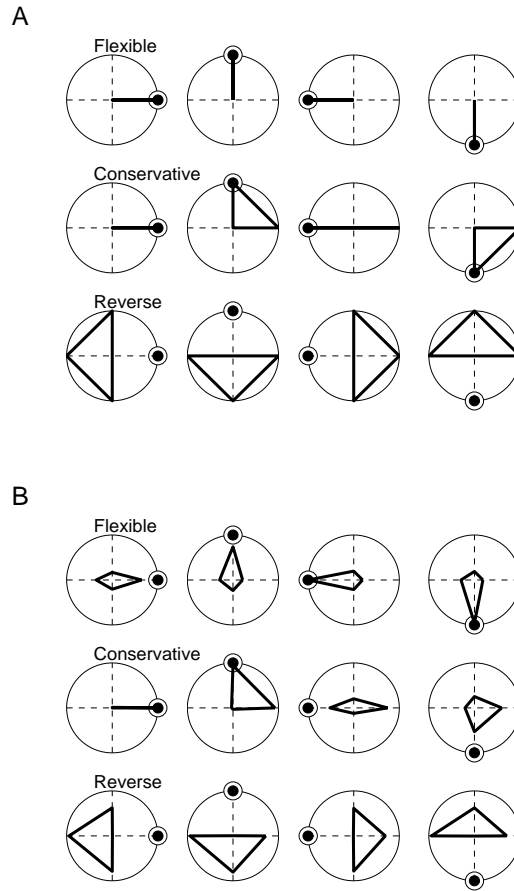 A
Flexible
Conservative
Reverse
B
Flexible
Conservative
Reverse